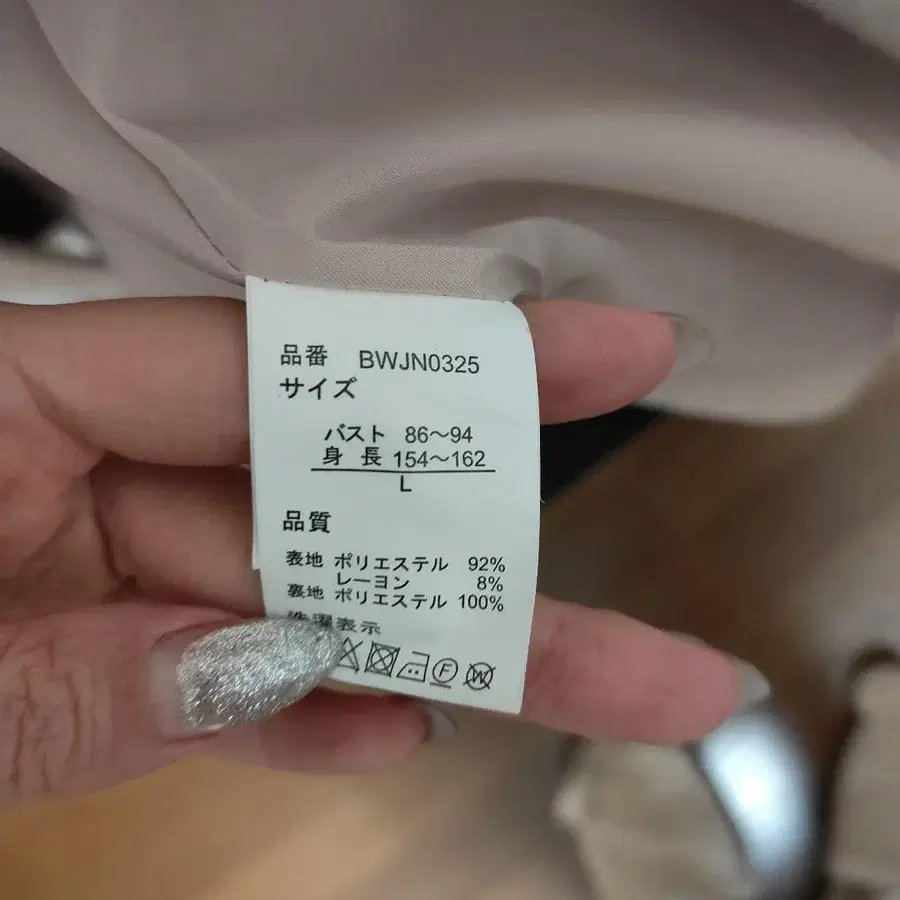 品番 BWJN0325
サイズ
バスト 86～94
身長 154～162
L
品質
表地 ポリエステル 92%
レーヨン 8%
裏地 ポリエステル 100%
洗濯表示
F W